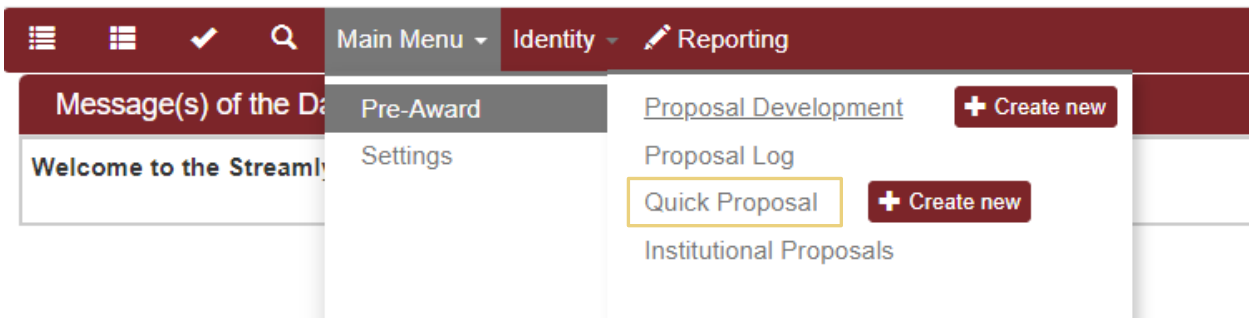 Main Menu Identity Reporting
Message(s) of the Da
Pre-Award
Proposal Development
Create new
Welcome to the Streamly
Settings
Proposal Log
Quick Proposal
Create new
Institutional Proposals